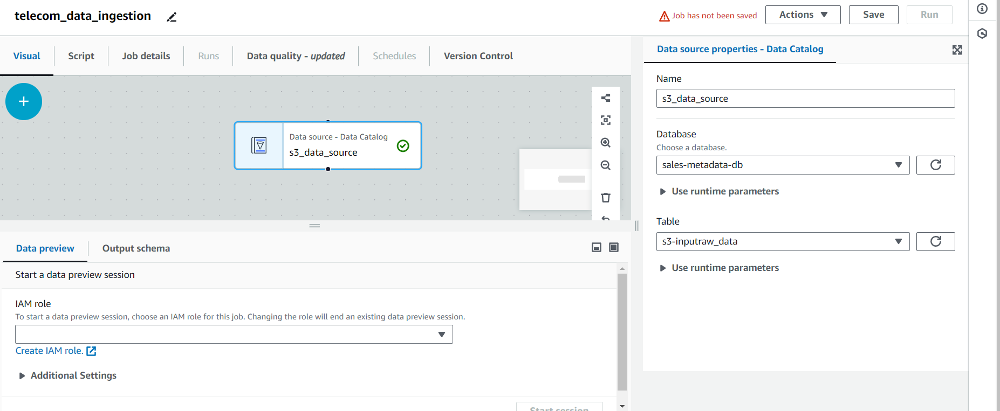 telecom_data_ingestion
Job has not been saved
Actions
Save
Run
Visual
Script
Job details
Runs
Data quality - updated
Schedules
Version Control
Data source - Data Catalog
s3_data_source
Data preview
Output schema
Start a data preview session
IAM role
To start a data preview session, choose an IAM role for this job. Changing the role will end an existing data preview session.
Create IAM role.
Additional Settings
Start session
Data source properties - Data Catalog
Name
s3_data_source
Database
Choose a database.
sales-metadata-db
Use runtime parameters
Table
s3-inputraw_data
Use runtime parameters